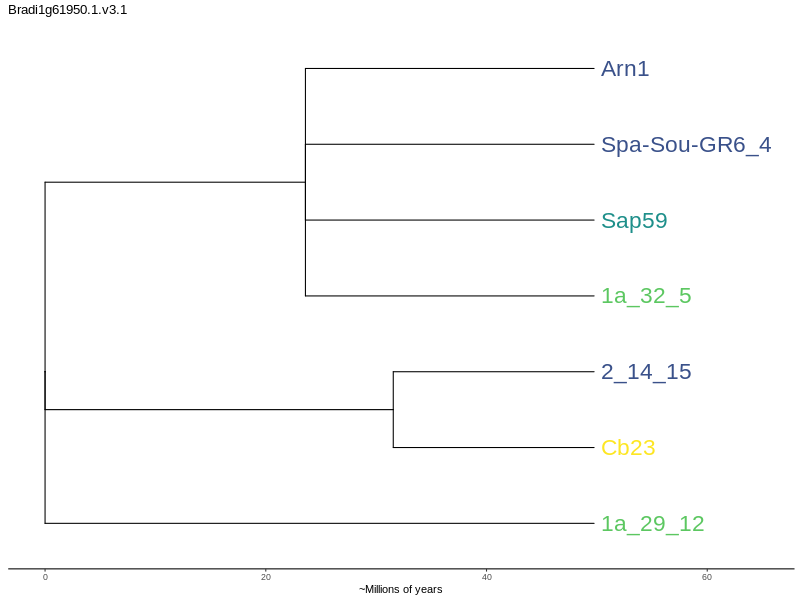 Bradi1g61950.1.v3.1
Arn1
Spa-Sou-GR6_4
Sap59
1a_32_5
2_14_15
Cb23
1a_29_12
0 20 40 60
~Millions of years